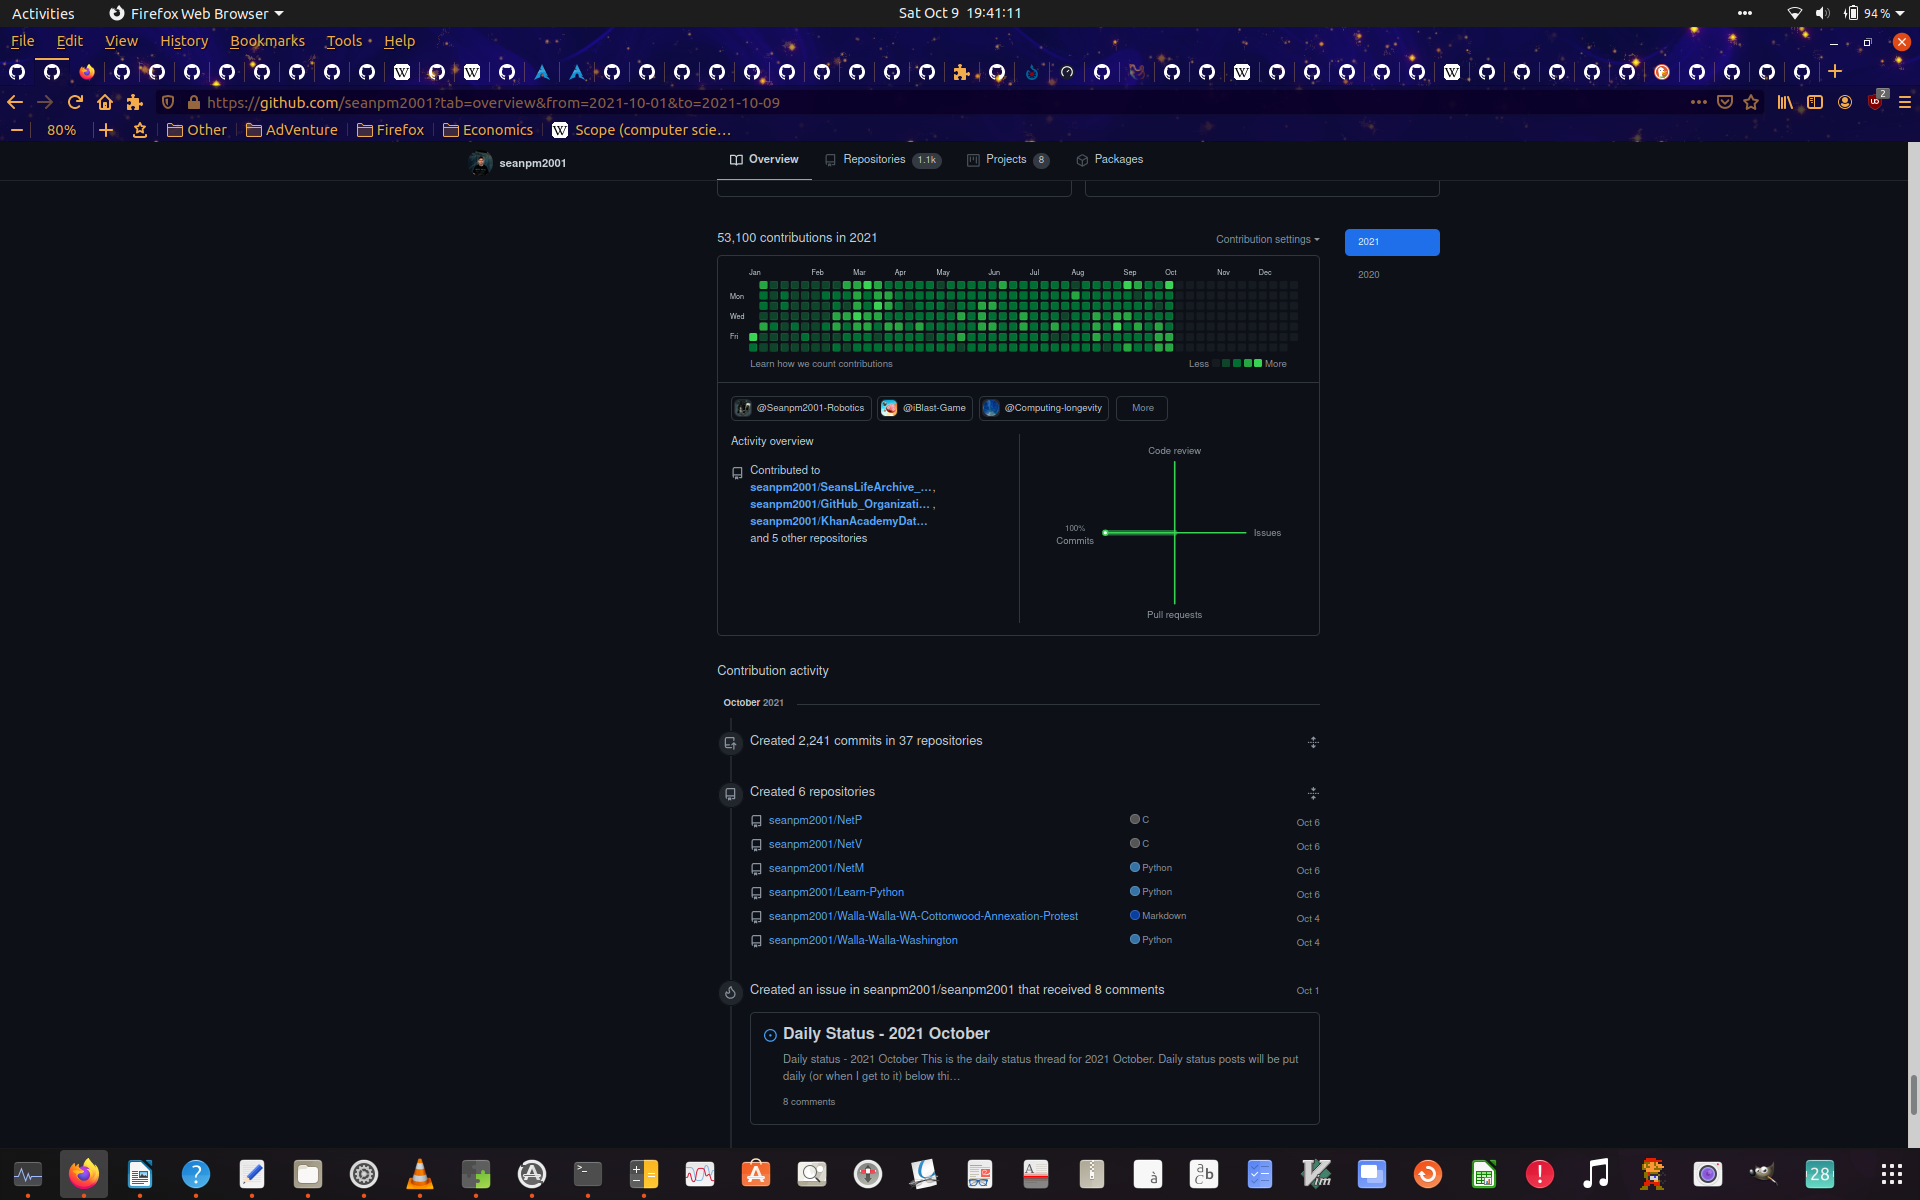 Activities Firefox Web Browser Sat Oct 9 19:41:11 94 %
File Edit View History Bookmarks Tools Help
https://github.com/seanpm2001?tab=overview&from=2021-10-01&to=2021-10-09 2
80% Other AdVenture Firefox Economics W Scope (computer scie…
seanpm2001 Overview Repositories 1.1k Projects 8 Packages
53,100 contributions in 2021 Contribution settings 2021
2020
Jan Feb Mar Apr May Jun Jul Aug Sep Oct Nov Dec
Mon
Wed
Fri
Learn how we count contributions Less More
@Seanpm2001-Robotics @iBlast-Game @Computing-longevity More
Activity overview
Contributed to
seanpm2001/SeansLifeArchive_… ,
seanpm2001/GitHub_Organizati… ,
seanpm2001/KhanAcademyDat…
and 5 other repositories
Code review
100%
Commits
Issues
Pull requests
Contribution activity
October 2021
Created 2,241 commits in 37 repositories
Created 6 repositories
seanpm2001/NetP C Oct 6
seanpm2001/NetV C Oct 6
seanpm2001/NetM Python Oct 6
seanpm2001/Learn-Python Python Oct 6
seanpm2001/Walla-Walla-WA-Cottonwood-Annexation-Protest Markdown Oct 4
seanpm2001/Walla-Walla-Washington Python Oct 4
Created an issue in seanpm2001/seanpm2001 that received 8 comments Oct 1
Daily Status - 2021 October
Daily status - 2021 October This is the daily status thread for 2021 October. Daily status posts will be put
daily (or when I get to it) below thi…
8 comments
28